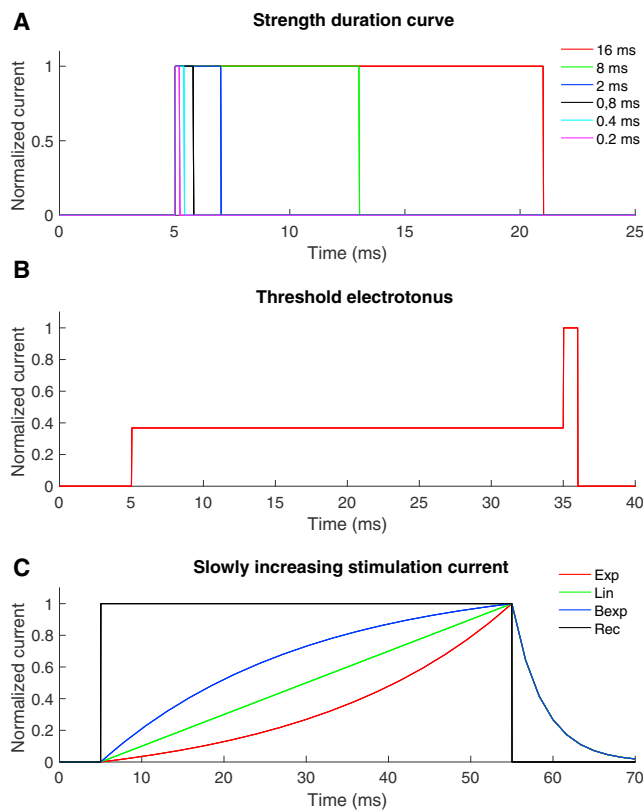 A
Strength duration curve
Normalized current
1
0.5
0
0
5
10
15
20
25
Time (ms)
16 ms
8 ms
2 ms
0,8 ms
0.4 ms
0.2 ms
B
Threshold electrotonus
Normalized current
1
0.8
0.6
0.4
0.2
0
0
5
10
15
20
25
30
35
40
Time (ms)
C
Slowly increasing stimulation current
Normalized current
1
0.8
0.6
0.4
0.2
0
10
20
30
40
50
60
70
Time (ms)
Exp
Lin
Bexp
Rec